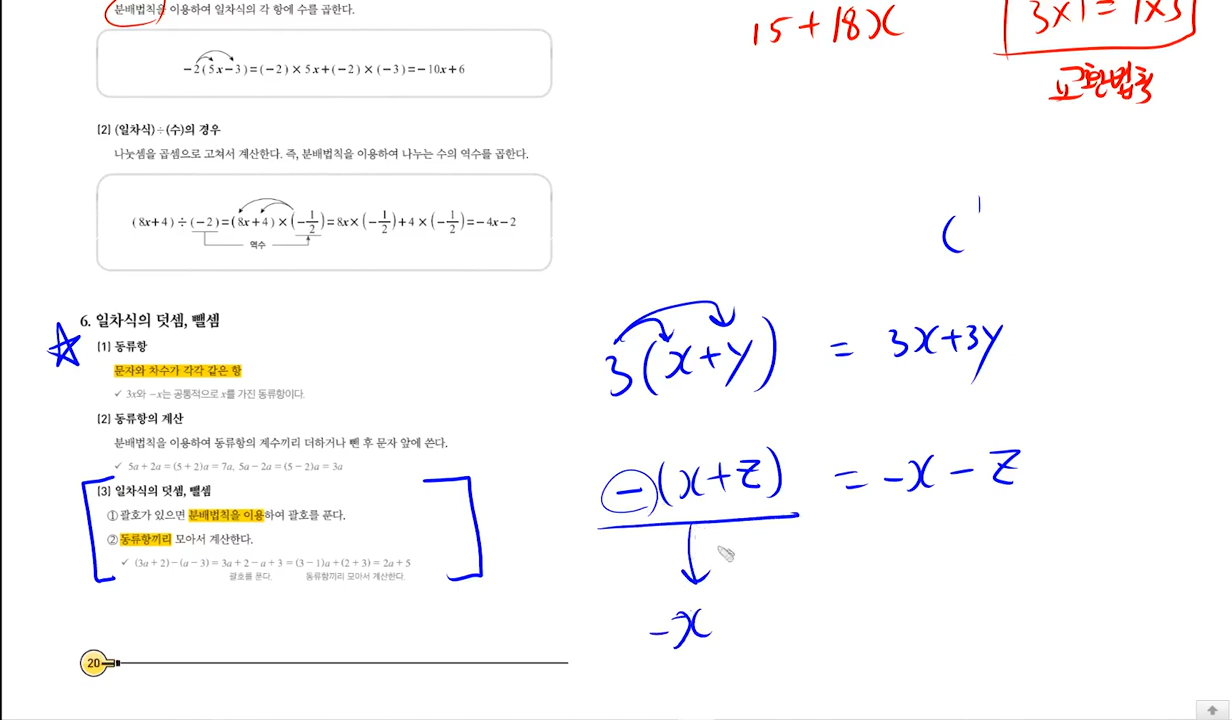 분배법칙을 이용하여 일차식의 각 항에 수를 곱한다.
−2(5x−3)=(−2)×5x+(−2)×(−3)=−10x+6
[2] (일차식)÷(수)의 경우
나눗셈을 곱셈으로 고쳐서 계산한다. 즉, 분배법칙을 이용하여 나누는 수의 역수를 곱한다.
(8x+4)÷(−2)=(8x+4)×(−1/2)=8x×(−1/2)+4×(−1/2)=−4x−2
역수
6. 일차식의 덧셈, 뺄셈
[1] 동류항
문자와 차수가 각각 같은 항
✓ 3x와 −x는 공통적으로 x를 가진 동류항이다.
[2] 동류항의 계산
분배법칙을 이용하여 동류항의 계수끼리 더하거나 뺀 후 문자 앞에 쓴다.
✓ 5a+2a=(5+2)a=7a, 5a−2a=(5−2)a=3a
[3] 일차식의 덧셈, 뺄셈
① 괄호가 있으면 분배법칙을 이용하여 괄호를 푼다.
② 동류항끼리 모아서 계산한다.
✓ (3a+2)−(a−3)=3a+2−a+3=(3−1)a+(2+3)=2a+5
괄호를 푼다. 동류항끼리 모아서 계산한다.
20
15+18x
3×1=1×3
교환법칙
(
3(x+y) = 3x+3y
−(x+z) = −x−z
−x